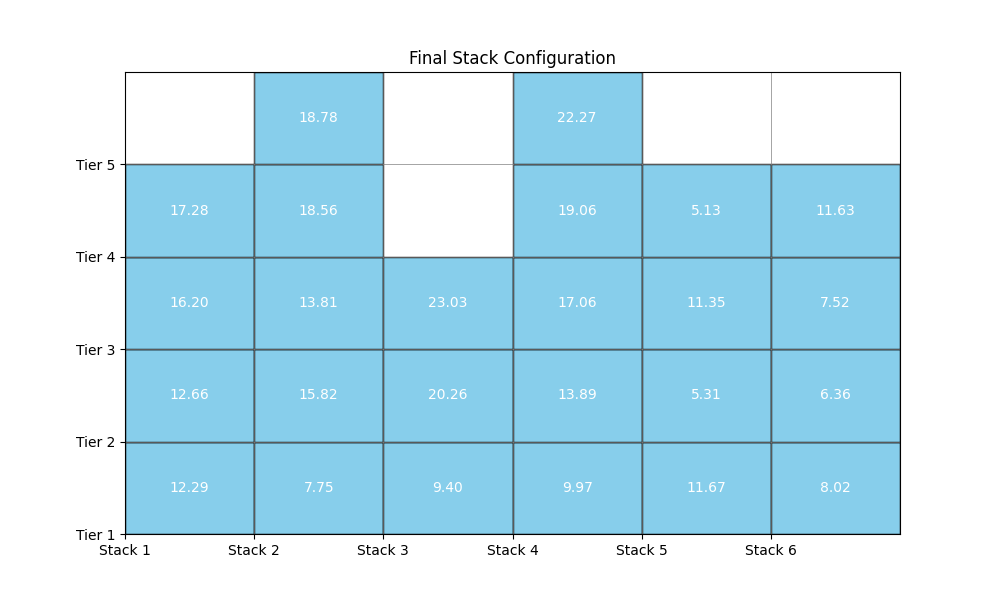 Final Stack Configuration
18.78 22.27
Tier 5
17.28 18.56 19.06 5.13 11.63
Tier 4
16.20 13.81 23.03 17.06 11.35 7.52
Tier 3
12.66 15.82 20.26 13.89 5.31 6.36
Tier 2
12.29 7.75 9.40 9.97 11.67 8.02
Tier 1
Stack 1 Stack 2 Stack 3 Stack 4 Stack 5 Stack 6